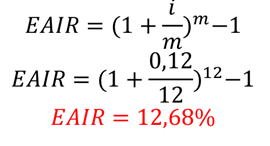 EAIR = (1 + i/m)^m − 1
EAIR = (1 + 0,12/12)^12 − 1
EAIR = 12,68%